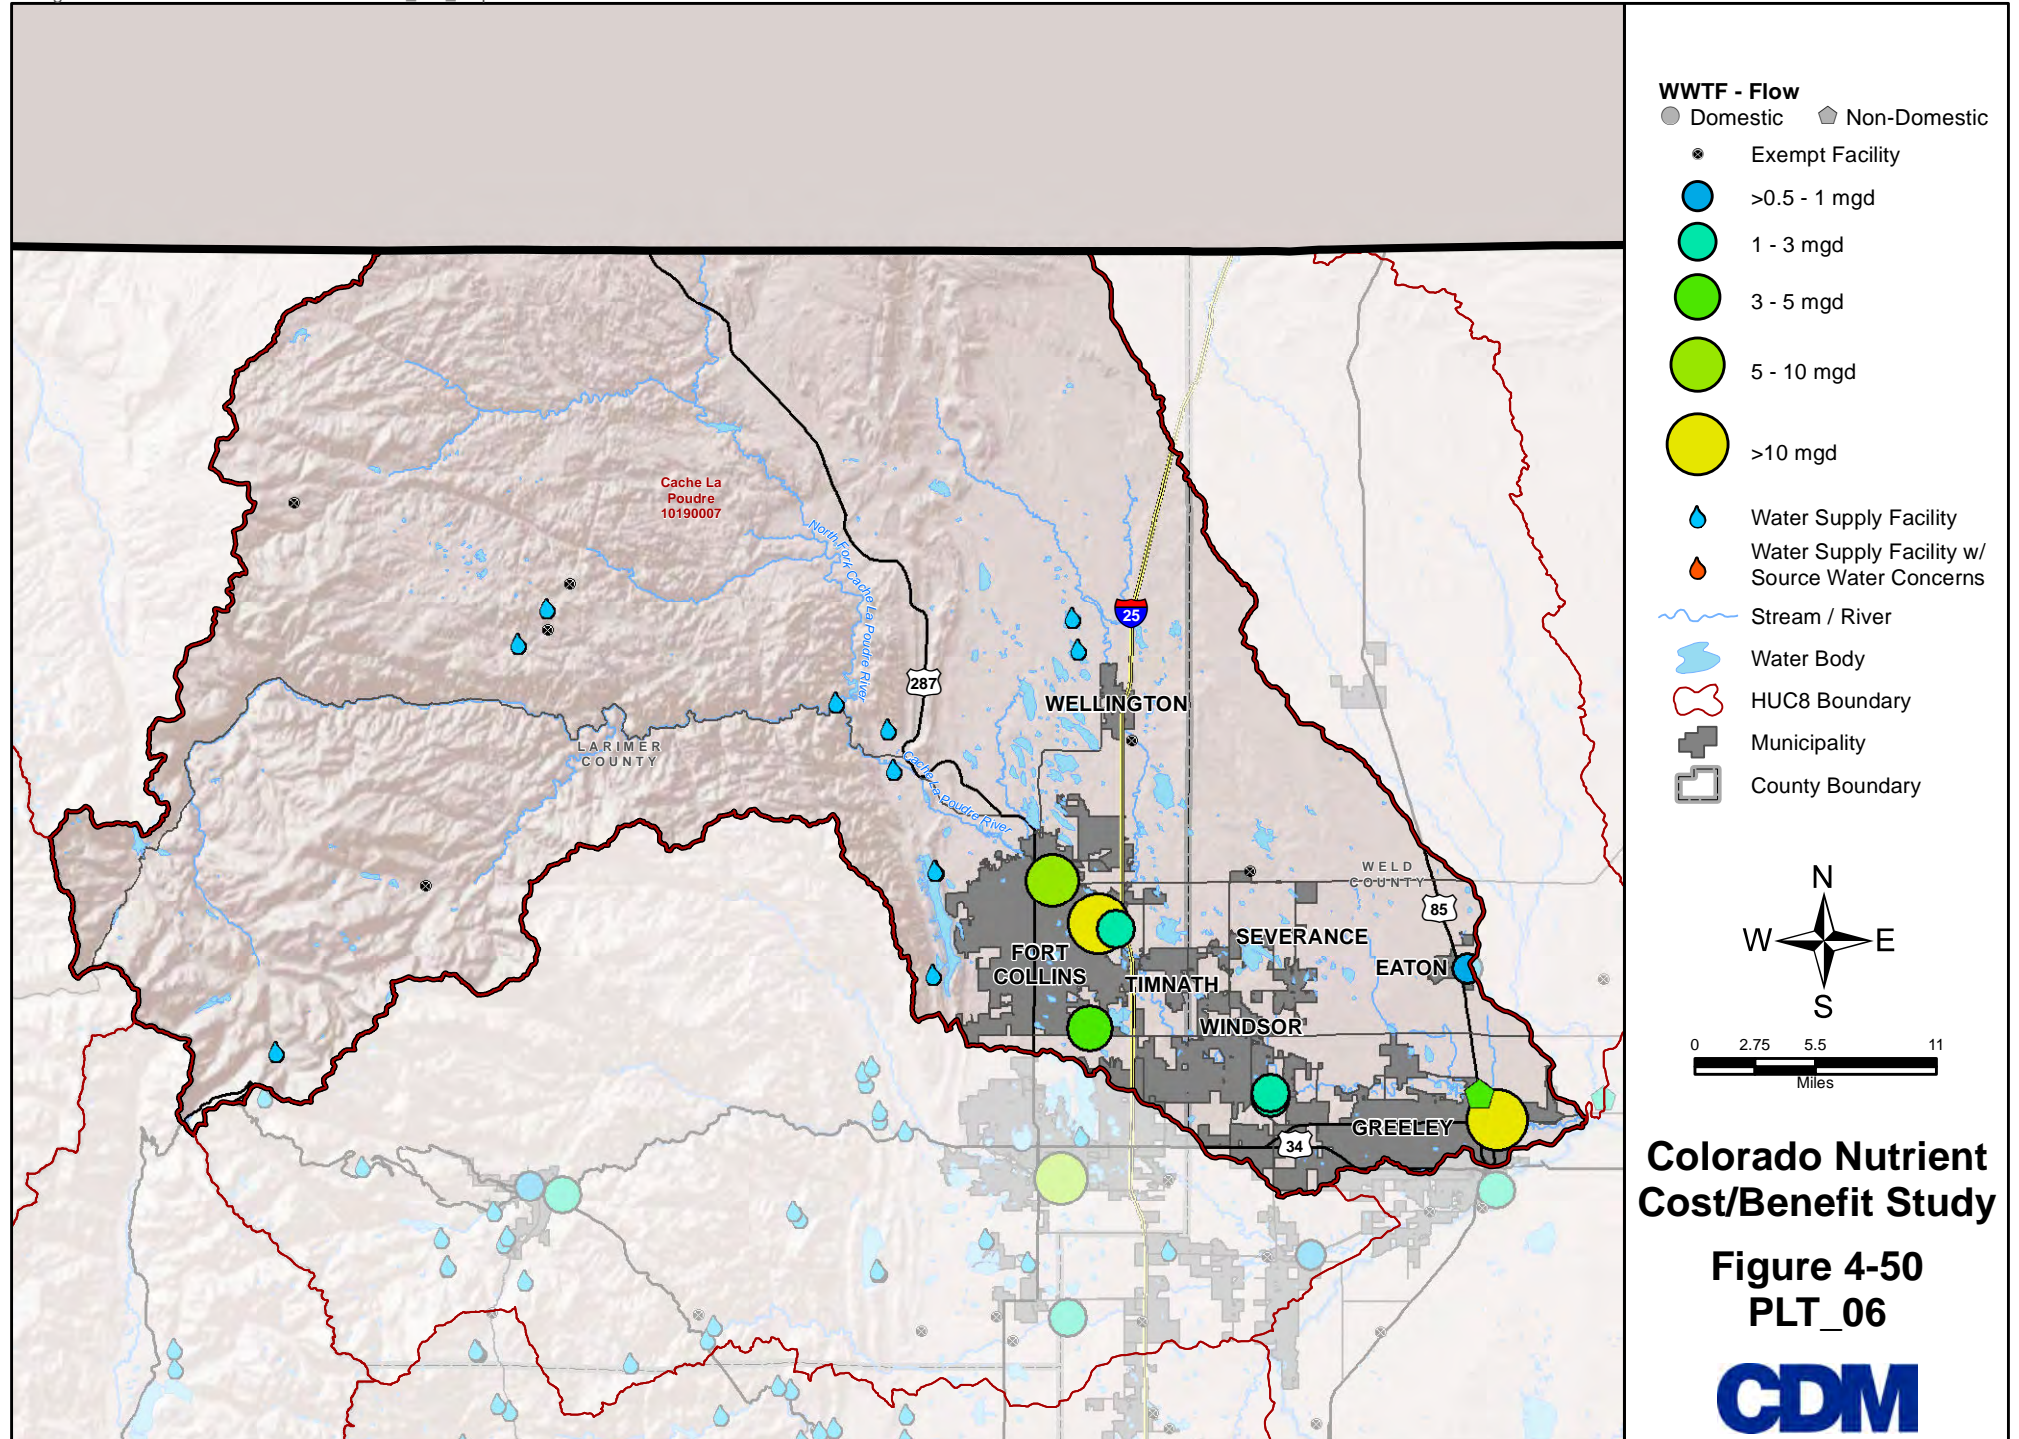 WWTF - Flow
Domestic
Non-Domestic
Exempt Facility
>0.5 - 1 mgd
1 - 3 mgd
3 - 5 mgd
5 - 10 mgd
>10 mgd
Water Supply Facility
Water Supply Facility w/
Source Water Concerns
Stream / River
Water Body
HUC8 Boundary
Municipality
County Boundary
N
W
E
S
0
2.75
5.5
11
Miles
Colorado Nutrient
Cost/Benefit Study
Figure 4-50
PLT_06
CDM
Cache La
Poudre
10190007
North Fork Cache La Poudre River
25
287
WELLINGTON
LARIMER
COUNTY
Cache La Poudre River
WELD
COUNTY
85
SEVERANCE
FORT
COLLINS
EATON
TIMNATH
WINDSOR
GREELEY
34